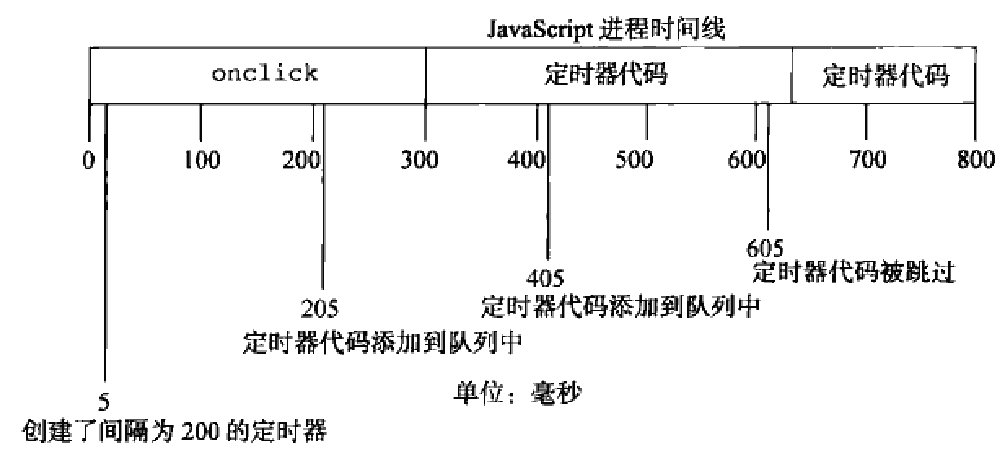 JavaScript 进程时间线
onclick 定时器代码 定时器代码
0 100 200 300 400 500 600 700 800
605
定时器代码被跳过
405
定时器代码添加到队列中
205
定时器代码添加到队列中
单位：毫秒
5
创建了间隔为 200 的定时器